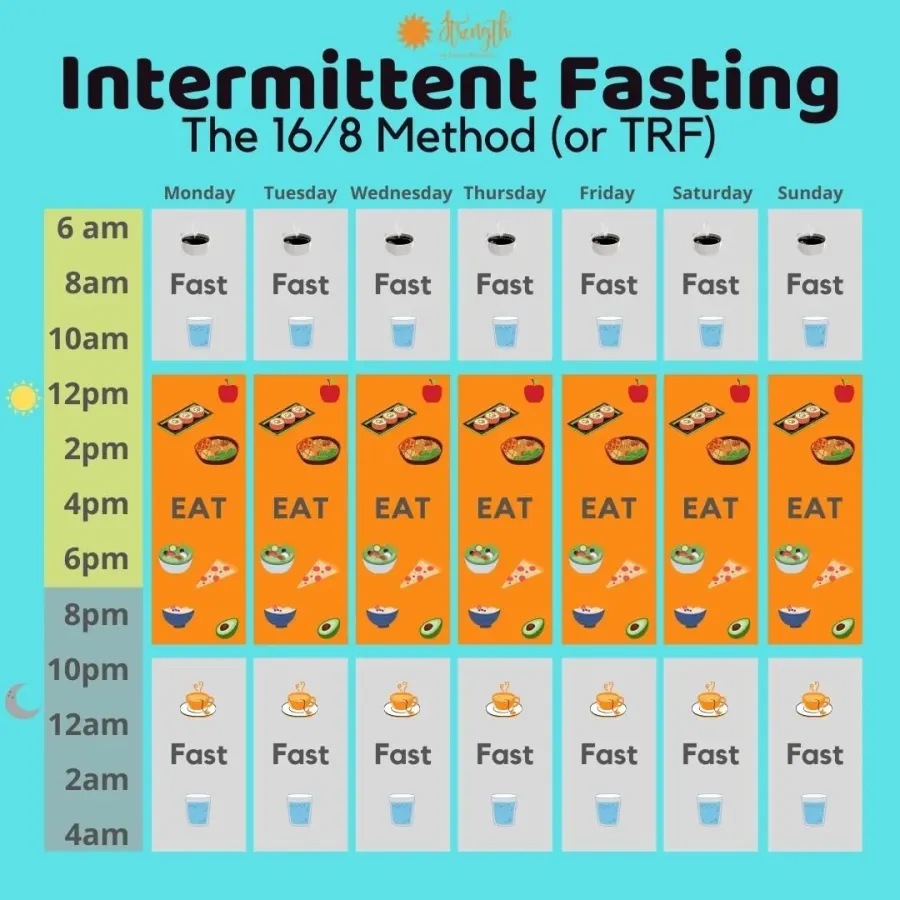 Strength
Intermittent Fasting
The 16/8 Method (or TRF)
Monday Tuesday Wednesday Thursday Friday Saturday Sunday
6 am
8am Fast Fast Fast Fast Fast Fast Fast
10am
12pm
2pm
4pm EAT EAT EAT EAT EAT EAT EAT
6pm
8pm
10pm
12am
Fast Fast Fast Fast Fast Fast Fast
2am
4am